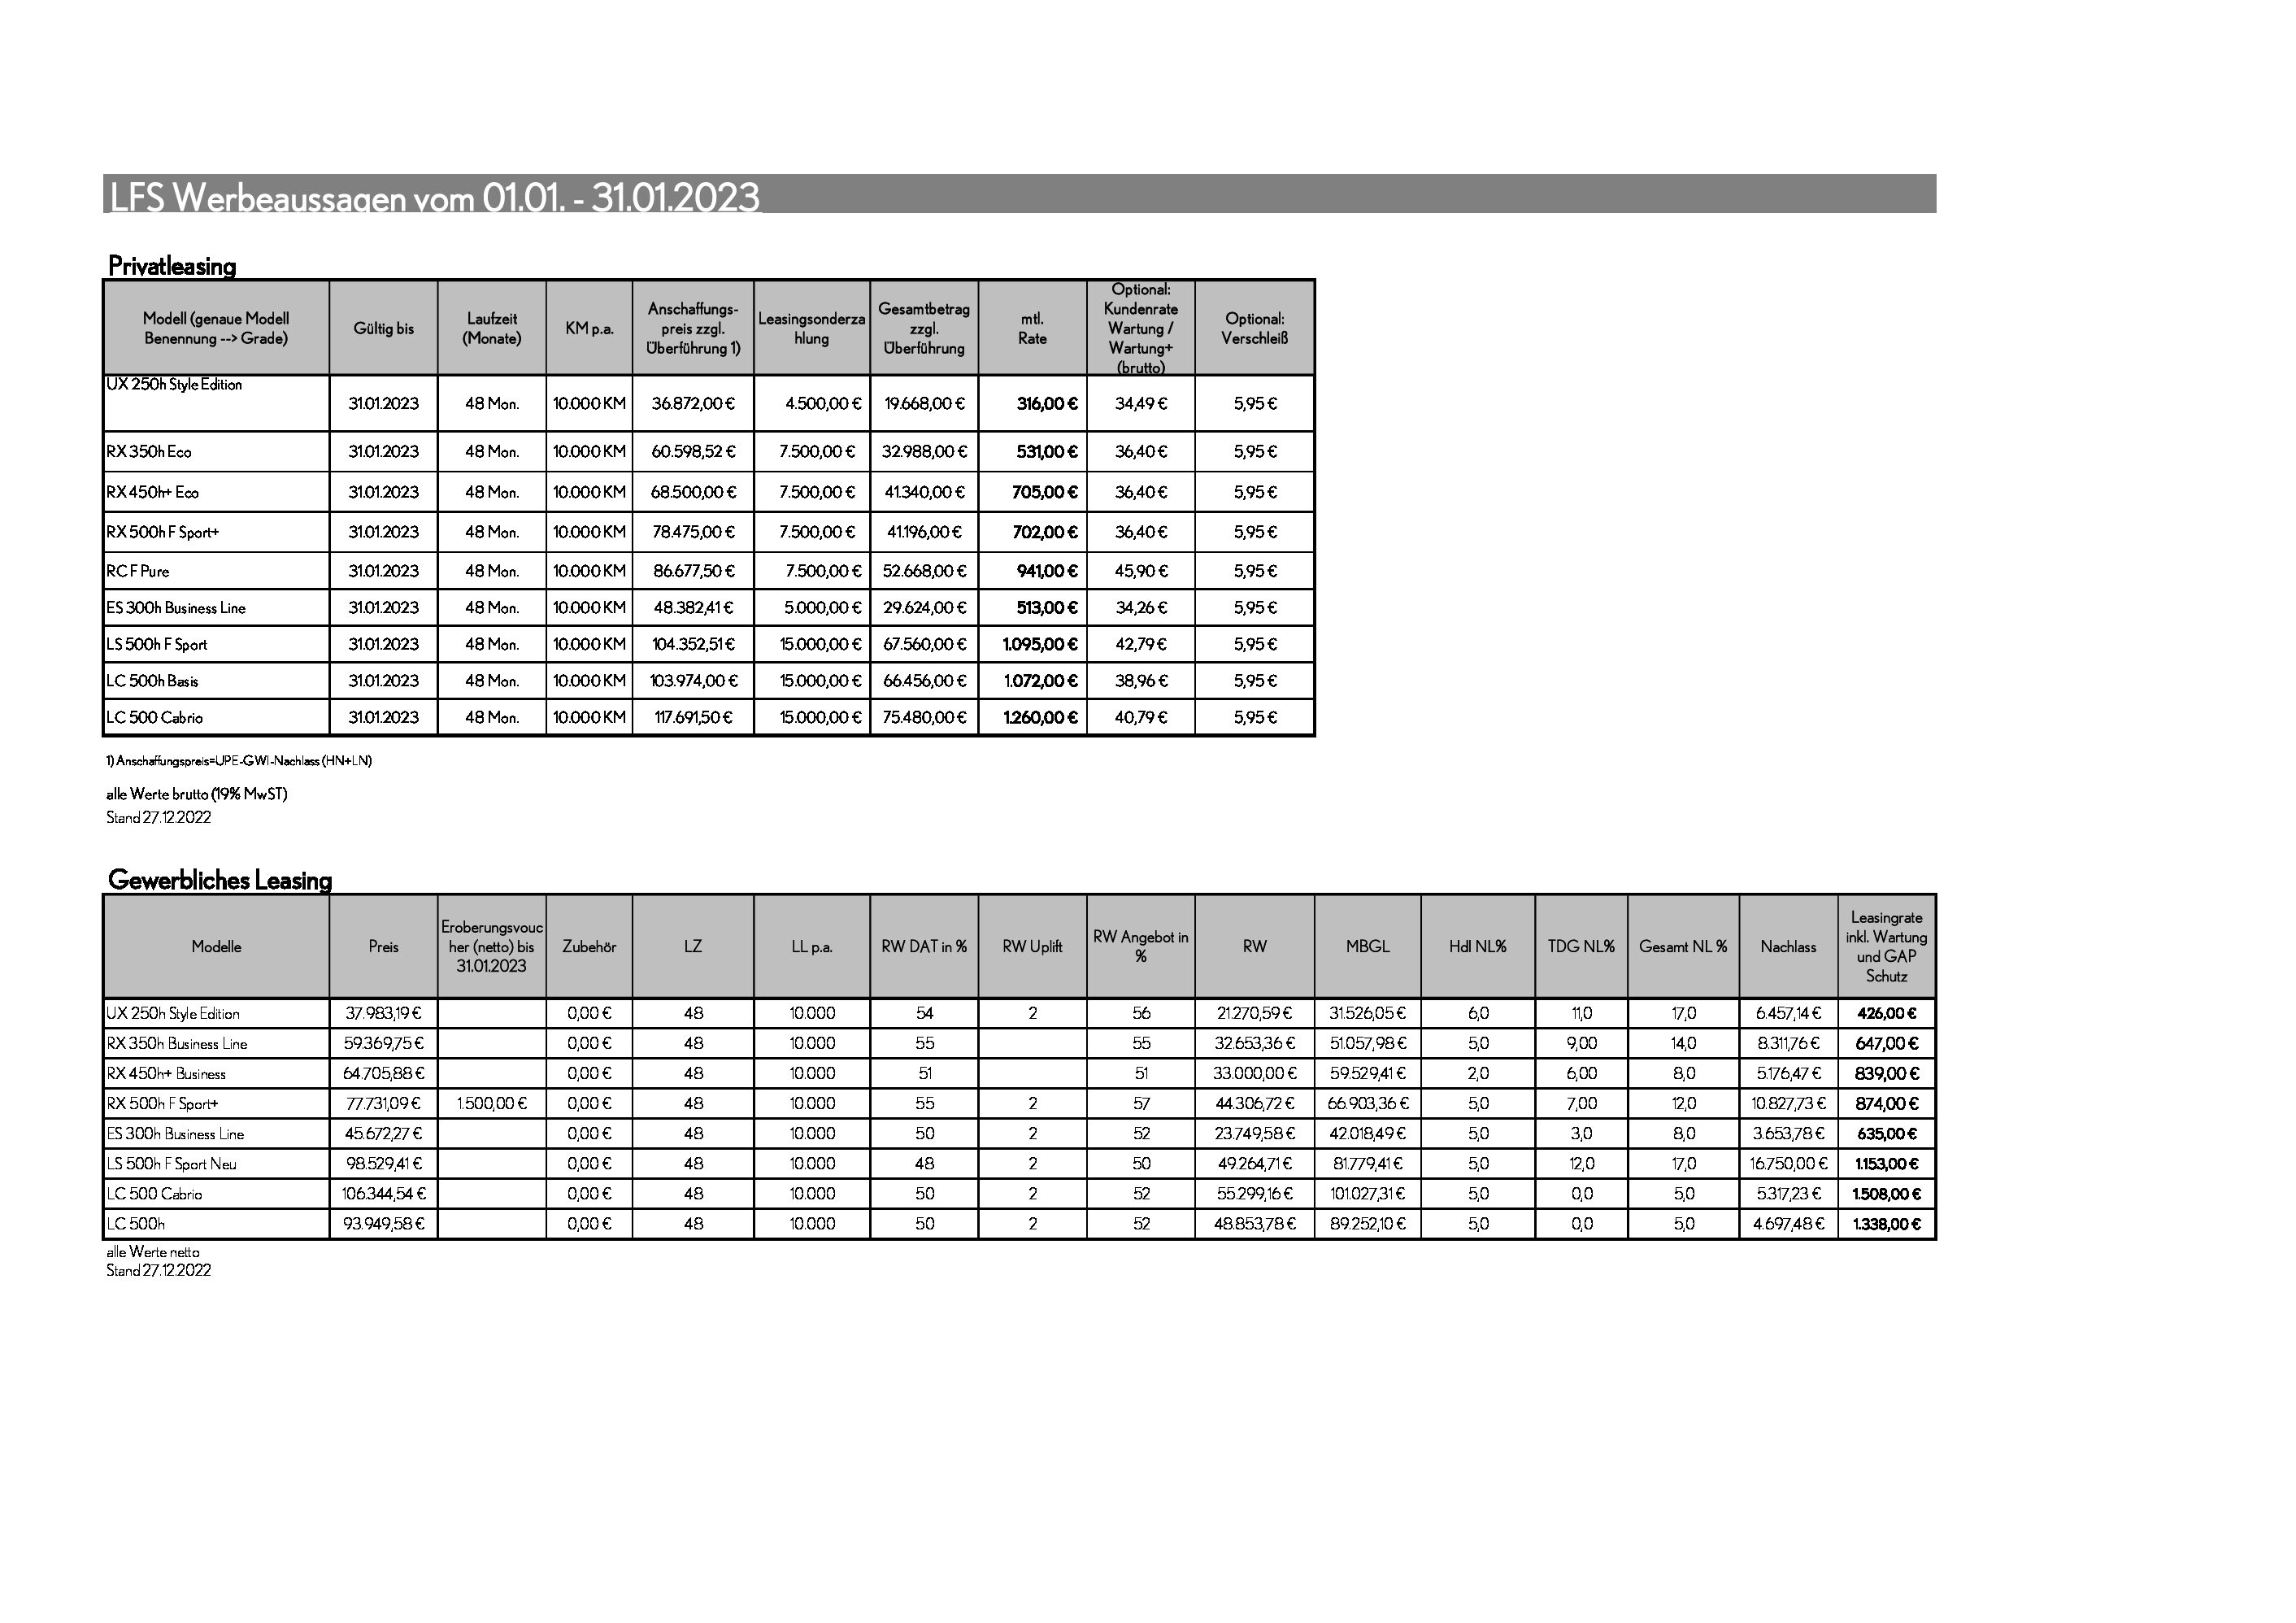 LFS Werbeaussagen vom 01.01. - 31.01.2023
Privatleasing
Modell (genaue Modell Benennung --> Grade) Gültig bis Laufzeit (Monate) KM p.a. Anschaffungs-preis zzgl. Überführung 1) Leasingsonderzahlung Gesamtbetrag zzgl. Überführung mtl. Rate Optional: Kundenrate Wartung / Wartung+ (brutto) Optional: Verschleiß
UX 250h Style Edition 31.01.2023 48 Mon. 10.000 KM 36.872,00 € 4.500,00 € 19.668,00 € 316,00 € 34,49 € 5,95 €
RX 350h Eco 31.01.2023 48 Mon. 10.000 KM 60.598,52 € 7.500,00 € 32.988,00 € 531,00 € 36,40 € 5,95 €
RX 450h+ Eco 31.01.2023 48 Mon. 10.000 KM 68.500,00 € 7.500,00 € 41.340,00 € 705,00 € 36,40 € 5,95 €
RX 500h F Sport+ 31.01.2023 48 Mon. 10.000 KM 78.475,00 € 7.500,00 € 41.196,00 € 702,00 € 36,40 € 5,95 €
RC F Pure 31.01.2023 48 Mon. 10.000 KM 86.677,50 € 7.500,00 € 52.668,00 € 941,00 € 45,90 € 5,95 €
ES 300h Business Line 31.01.2023 48 Mon. 10.000 KM 48.382,41 € 5.000,00 € 29.624,00 € 513,00 € 34,26 € 5,95 €
LS 500h F Sport 31.01.2023 48 Mon. 10.000 KM 104.352,51 € 15.000,00 € 67.560,00 € 1.095,00 € 42,79 € 5,95 €
LC 500h Basis 31.01.2023 48 Mon. 10.000 KM 103.974,00 € 15.000,00 € 66.456,00 € 1.072,00 € 38,96 € 5,95 €
LC 500 Cabrio 31.01.2023 48 Mon. 10.000 KM 117.691,50 € 15.000,00 € 75.480,00 € 1.260,00 € 40,79 € 5,95 €
1) Anschaffungspreis=UPE-GWI-Nachlass (HN+LN)
alle Werte brutto (19% MwST)
Stand 27.12.2022
Gewerbliches Leasing
Modelle Preis Eroberungsvoucher (netto) bis 31.01.2023 Zubehör LZ LL p.a. RW DAT in % RW Uplift RW Angebot in % RW MBGL Hdl NL% TDG NL% Gesamt NL % Nachlass Leasingrate inkl. Wartung und GAP Schutz
UX 250h Style Edition 37.983,19 € 0,00 € 48 10.000 54 2 56 21.270,59 € 31.526,05 € 6,0 11,0 17,0 6.457,14 € 426,00 €
RX 350h Business Line 59.369,75 € 0,00 € 48 10.000 55 55 32.653,36 € 51.057,98 € 5,0 9,00 14,0 8.311,76 € 647,00 €
RX 450h+ Business 64.705,88 € 0,00 € 48 10.000 51 51 33.000,00 € 59.529,41 € 2,0 6,00 8,0 5.176,47 € 839,00 €
RX 500h F Sport+ 77.731,09 € 1.500,00 € 0,00 € 48 10.000 55 2 57 44.306,72 € 66.903,36 € 5,0 7,00 12,0 10.827,73 € 874,00 €
ES 300h Business Line 45.672,27 € 0,00 € 48 10.000 50 2 52 23.749,58 € 42.018,49 € 5,0 3,0 8,0 3.653,78 € 635,00 €
LS 500h F Sport Neu 98.529,41 € 0,00 € 48 10.000 48 2 50 49.264,71 € 81.779,41 € 5,0 12,0 17,0 16.750,00 € 1.153,00 €
LC 500 Cabrio 106.344,54 € 0,00 € 48 10.000 50 2 52 55.299,16 € 101.027,31 € 5,0 0,0 5,0 5.317,23 € 1.508,00 €
LC 500h 93.949,58 € 0,00 € 48 10.000 50 2 52 48.853,78 € 89.252,10 € 5,0 0,0 5,0 4.697,48 € 1.338,00 €
alle Werte netto
Stand 27.12.2022